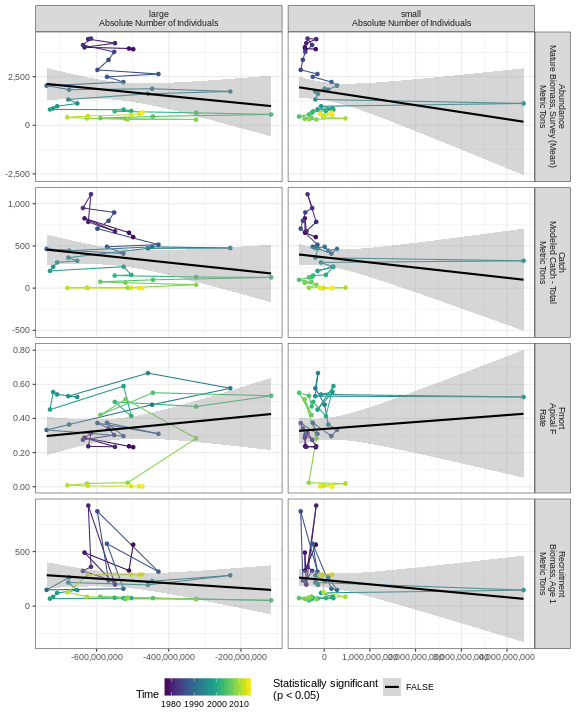 large
Absolute Number of Individuals
small
Absolute Number of Individuals
2,500
0
-2,500
Abundance
Mature Biomass, Survey (Mean)
Metric Tons
1,000
500
0
-500
Catch
Modeled Catch - Total
Metric Tons
0.80
0.60
0.40
0.20
0.00
Fmort
Apical F
Rate
500
0
Recruitment
Biomass, Age 1
Metric Tons
-600,000,000
-400,000,000
-200,000,000
0
1,000,000,000
2,000,000,000
3,000,000,000
4,000,000,000
Time
1980 1990 2000 2010
Statistically significant
(p < 0.05)
FALSE